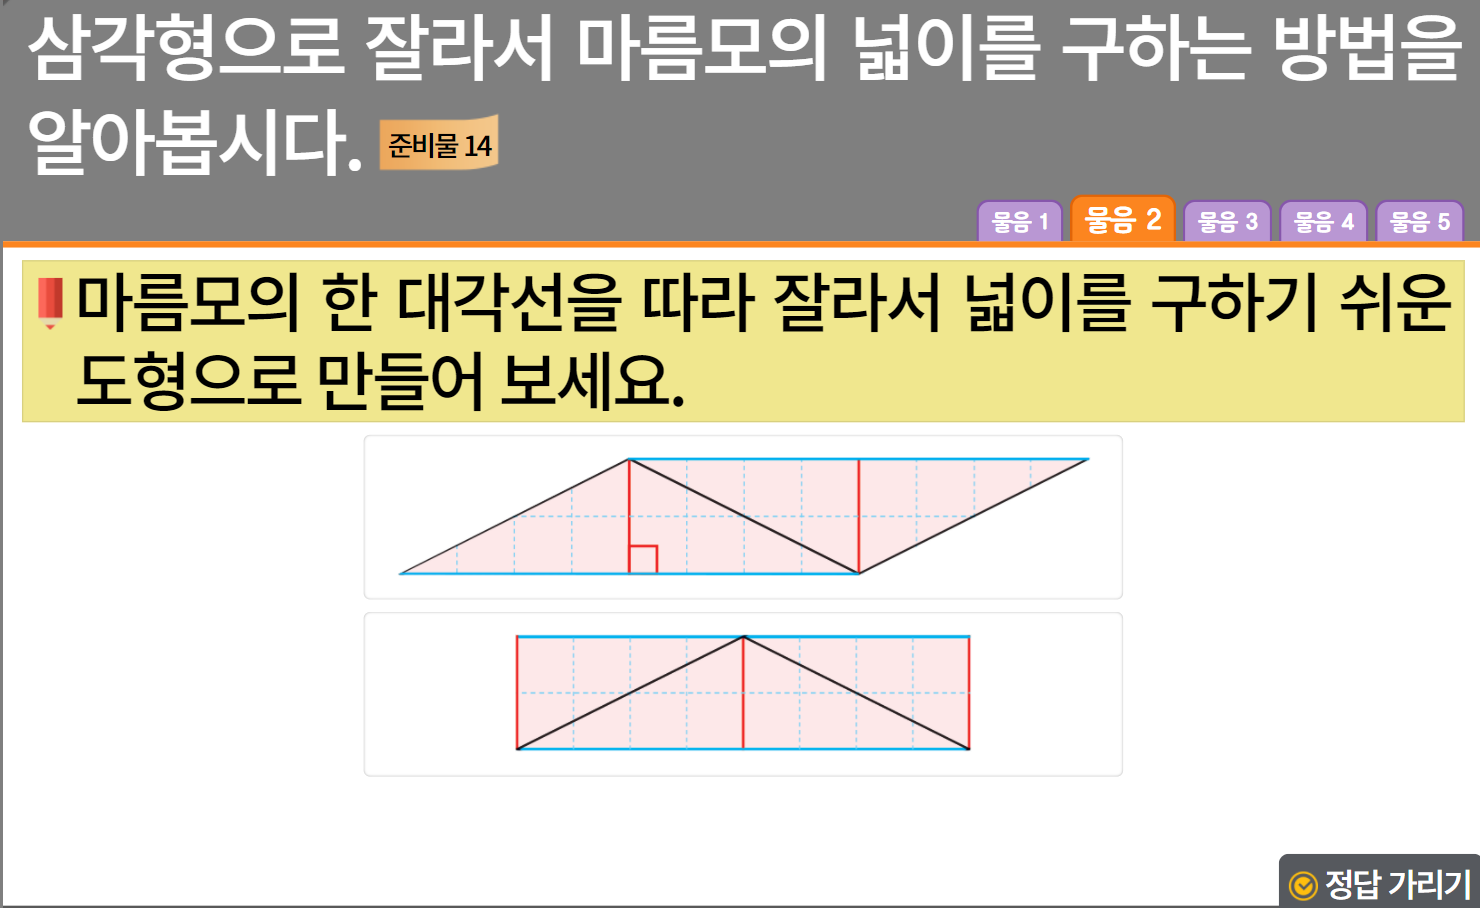 삼각형으로 잘라서 마름모의 넓이를 구하는 방법을
알아봅시다. 준비물 14
물음 1 물음 2 물음 3 물음 4 물음 5
마름모의 한 대각선을 따라 잘라서 넓이를 구하기 쉬운
도형으로 만들어 보세요.
정답 가리기